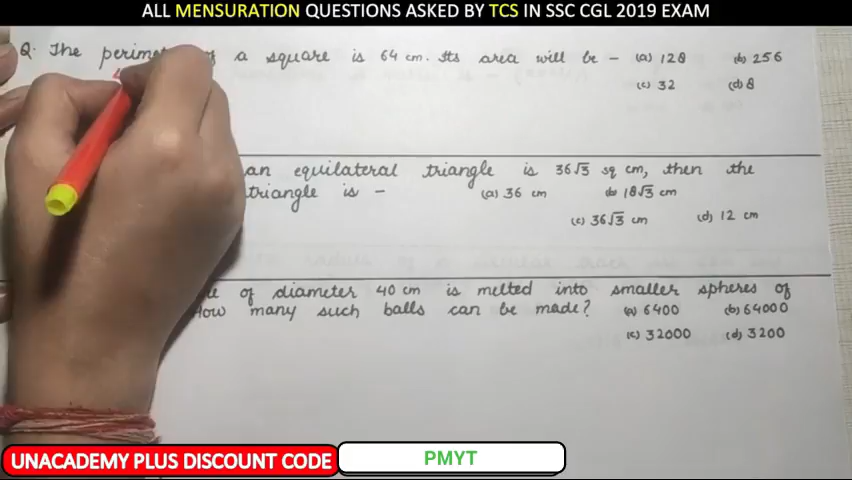 ALL MENSURATION QUESTIONS ASKED BY TCS IN SSC CGL 2019 EXAM
Q. The of a square is 64 cm. Its area will be - (a) 128 (b) 256
(c) 32 (d) 8
an equilateral triangle is 36√3 sq cm, then the
triangle is - (a) 36 cm (b) 18√3 cm
(c) 36√3 cm (d) 12 cm
of diameter 40 cm is melted into smaller spheres of
How many such balls can be made? (a) 6400 (b) 64000
(c) 32000 (d) 3200
UNACADEMY PLUS DISCOUNT CODE PMYT